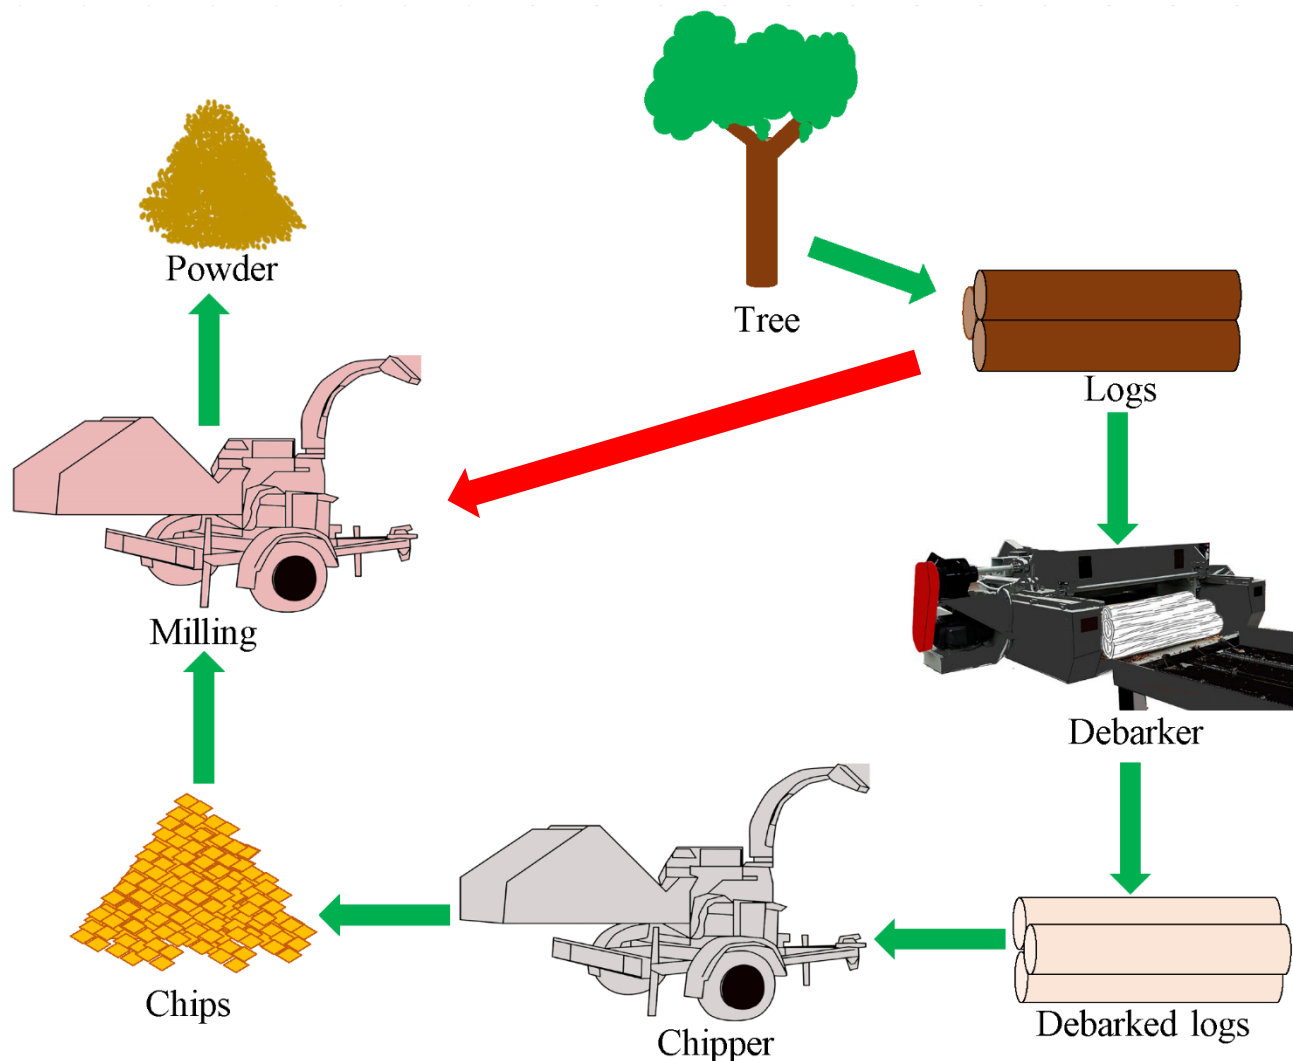 Powder
Tree
Logs
Milling
Debarker
Chips
Chipper
Debarked logs